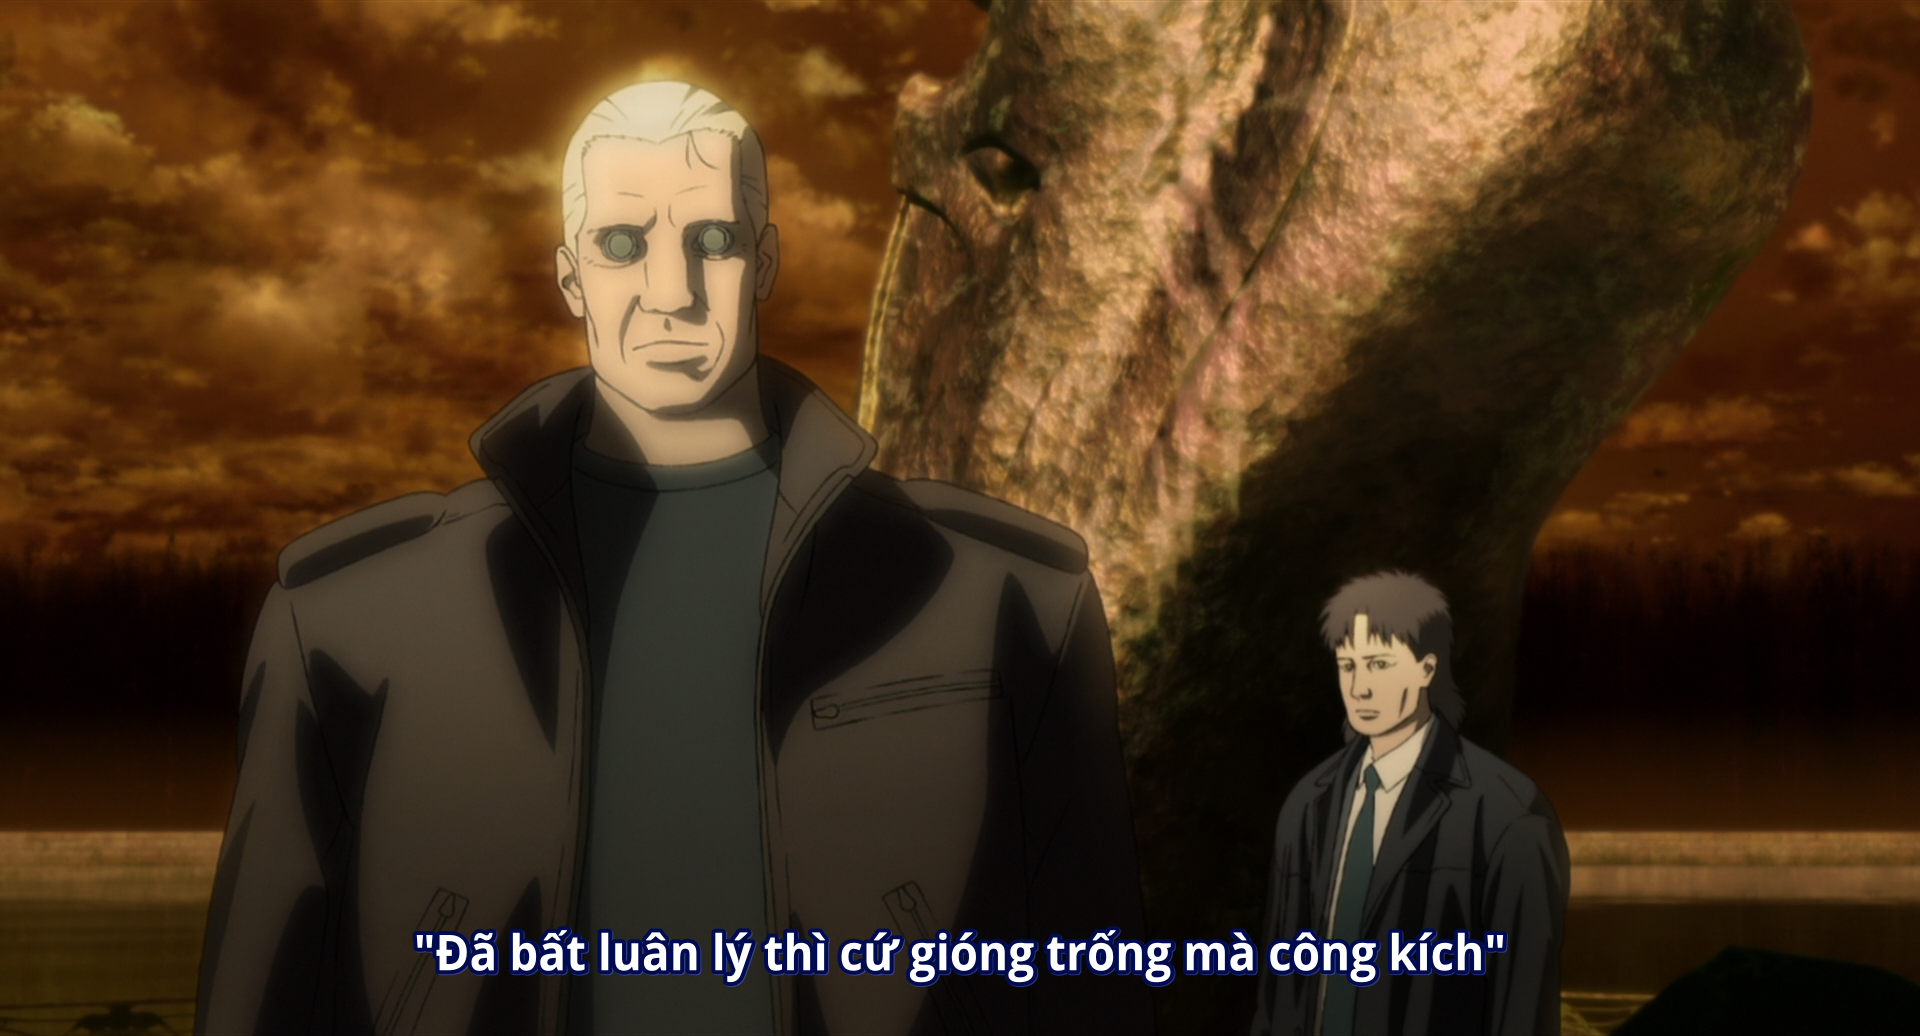 "Đã bất luân lý thì cứ gióng trống mà công kích"